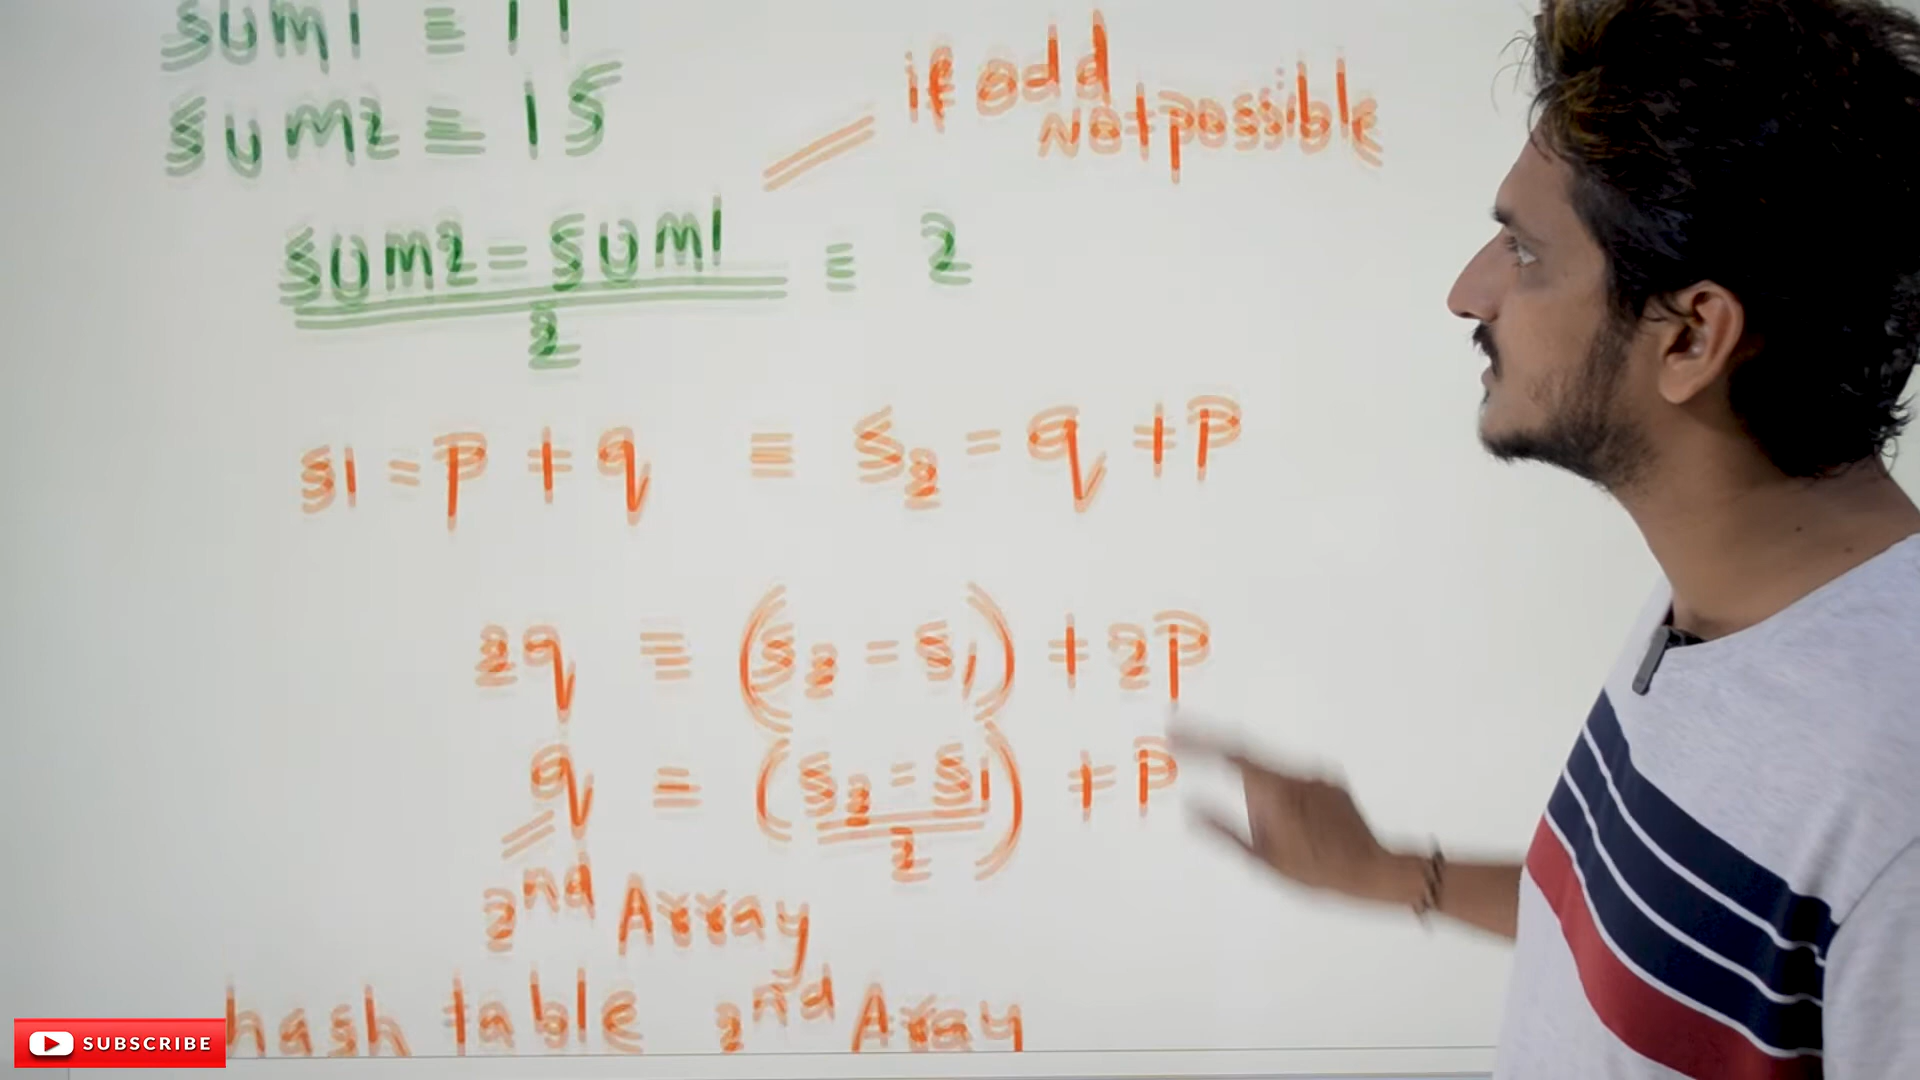 sum1 = 11
sum2 = 15
if odd
Not possible
sum2 - sum1 = 2
2
s1 - p + q = s2 - q + p
2q = (s2 - s1) + 2p
q = (s2 - s1) + p
2
2nd Array
hash table 2nd Array
SUBSCRIBE